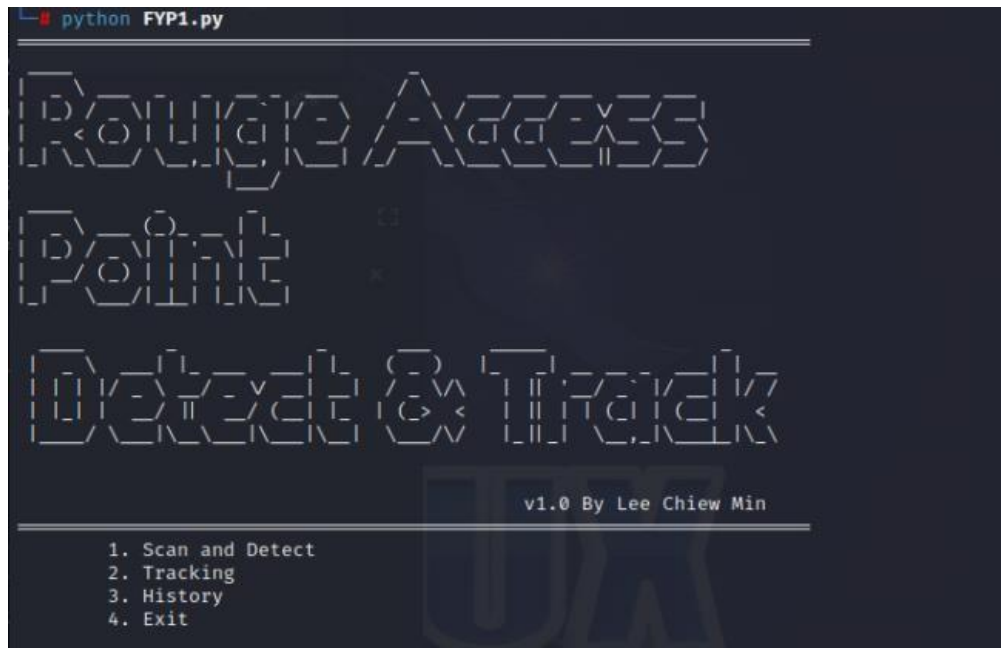 └─# python FYP1.py
Rouge Access
Point
Detect & Track
v1.0 By Lee Chiew Min
1. Scan and Detect
2. Tracking
3. History
4. Exit
UX